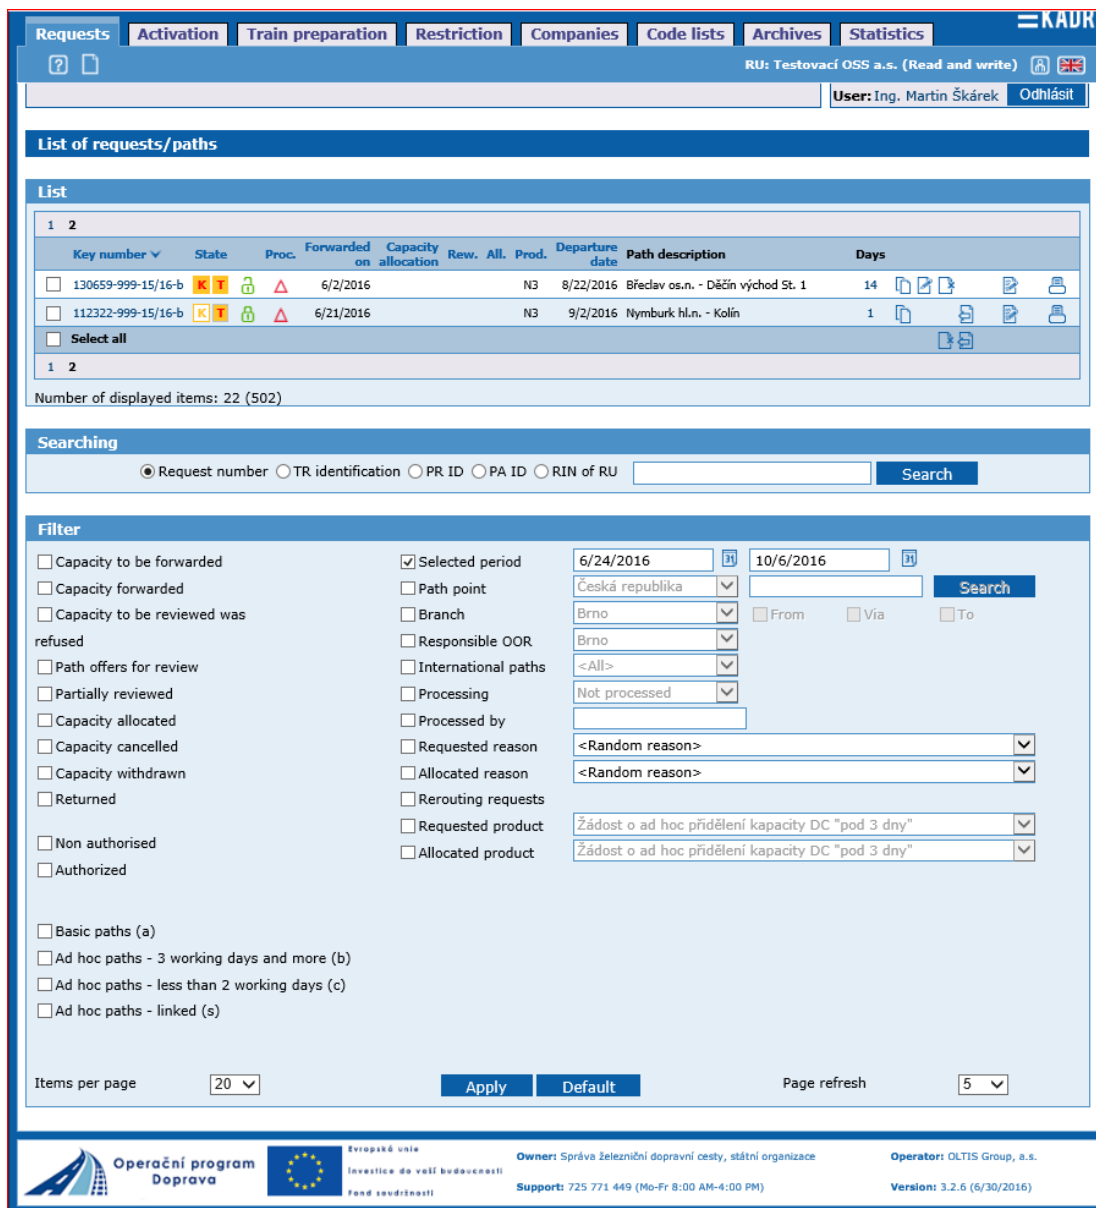 KADR
Requests Activation Train preparation Restriction Companies Code lists Archives Statistics
RU: Testovací OSS a.s. (Read and write)
User: Ing. Martin Škárek Odhlásit
List of requests/paths
List
1 2
Key number State Proc. Forwarded on Capacity allocation Rew. All. Prod. Departure date Path description Days
130659-999-15/16-b K T 6/2/2016 N3 8/22/2016 Břeclav os.n. - Děčín východ St. 1 14
112322-999-15/16-b K T 6/21/2016 N3 9/2/2016 Nymburk hl.n. - Kolín 1
Select all
1 2
Number of displayed items: 22 (502)
Searching
Request number TR identification PR ID PA ID RIN of RU Search
Filter
Capacity to be forwarded Selected period 6/24/2016 31 10/6/2016 31
Capacity forwarded Path point Česká republika Search
Capacity to be reviewed was Branch Brno From Via To
refused Responsible OOR Brno
Path offers for review International paths <All>
Partially reviewed Processing Not processed
Capacity allocated Processed by
Capacity cancelled Requested reason <Random reason>
Capacity withdrawn Allocated reason <Random reason>
Returned Rerouting requests
Requested product Žádost o ad hoc přidělení kapacity DC "pod 3 dny"
Non authorised
Allocated product Žádost o ad hoc přidělení kapacity DC "pod 3 dny"
Authorized
Basic paths (a)
Ad hoc paths - 3 working days and more (b)
Ad hoc paths - less than 2 working days (c)
Ad hoc paths - linked (s)
Items per page 20 Apply Default Page refresh 5
Operační program
Doprava
Evropská unie
Investice do vaší budoucnosti
Fond soudržnosti
Owner: Správa železniční dopravní cesty, státní organizace Operator: OLTIS Group, a.s.
Support: 725 771 449 (Mo-Fr 8:00 AM-4:00 PM) Version: 3.2.6 (6/30/2016)